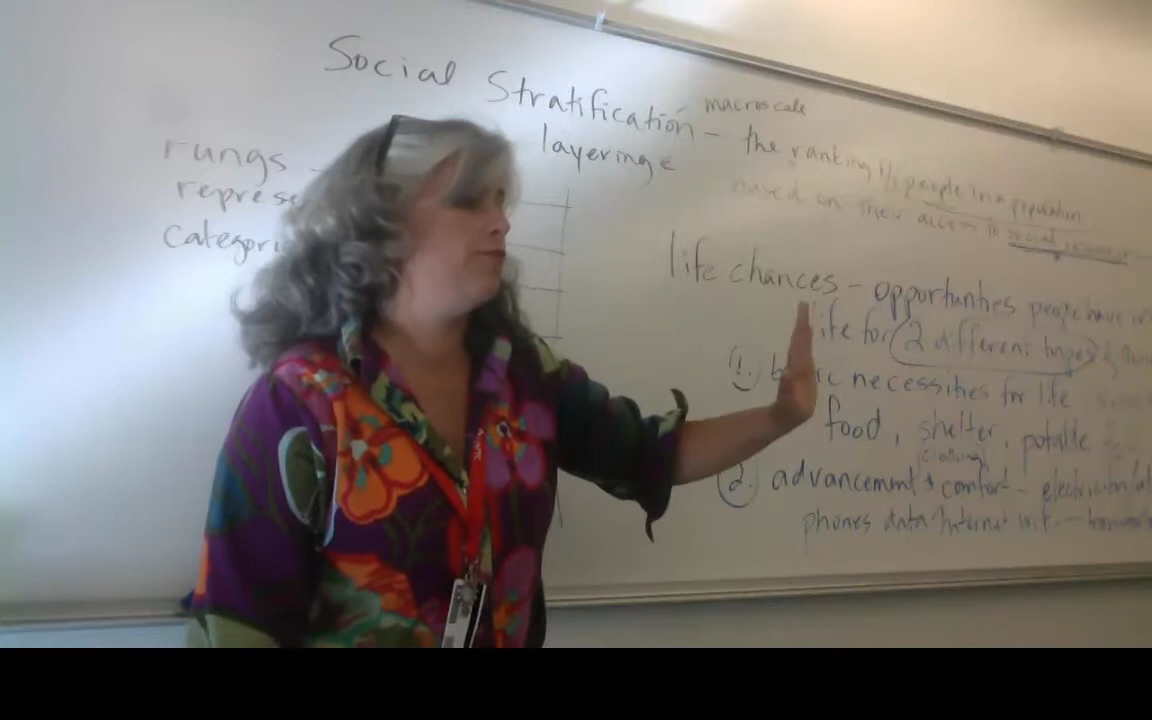 Social Stratification – the ranking of people in a population
macroscale
layering
based on their access to social
rungs
represe
categori
life chances – opportunities people have in
life for 2 different types
1. basic necessities for life
food, shelter, potable
clothing
2. advancement & comfort –
phones data Internet